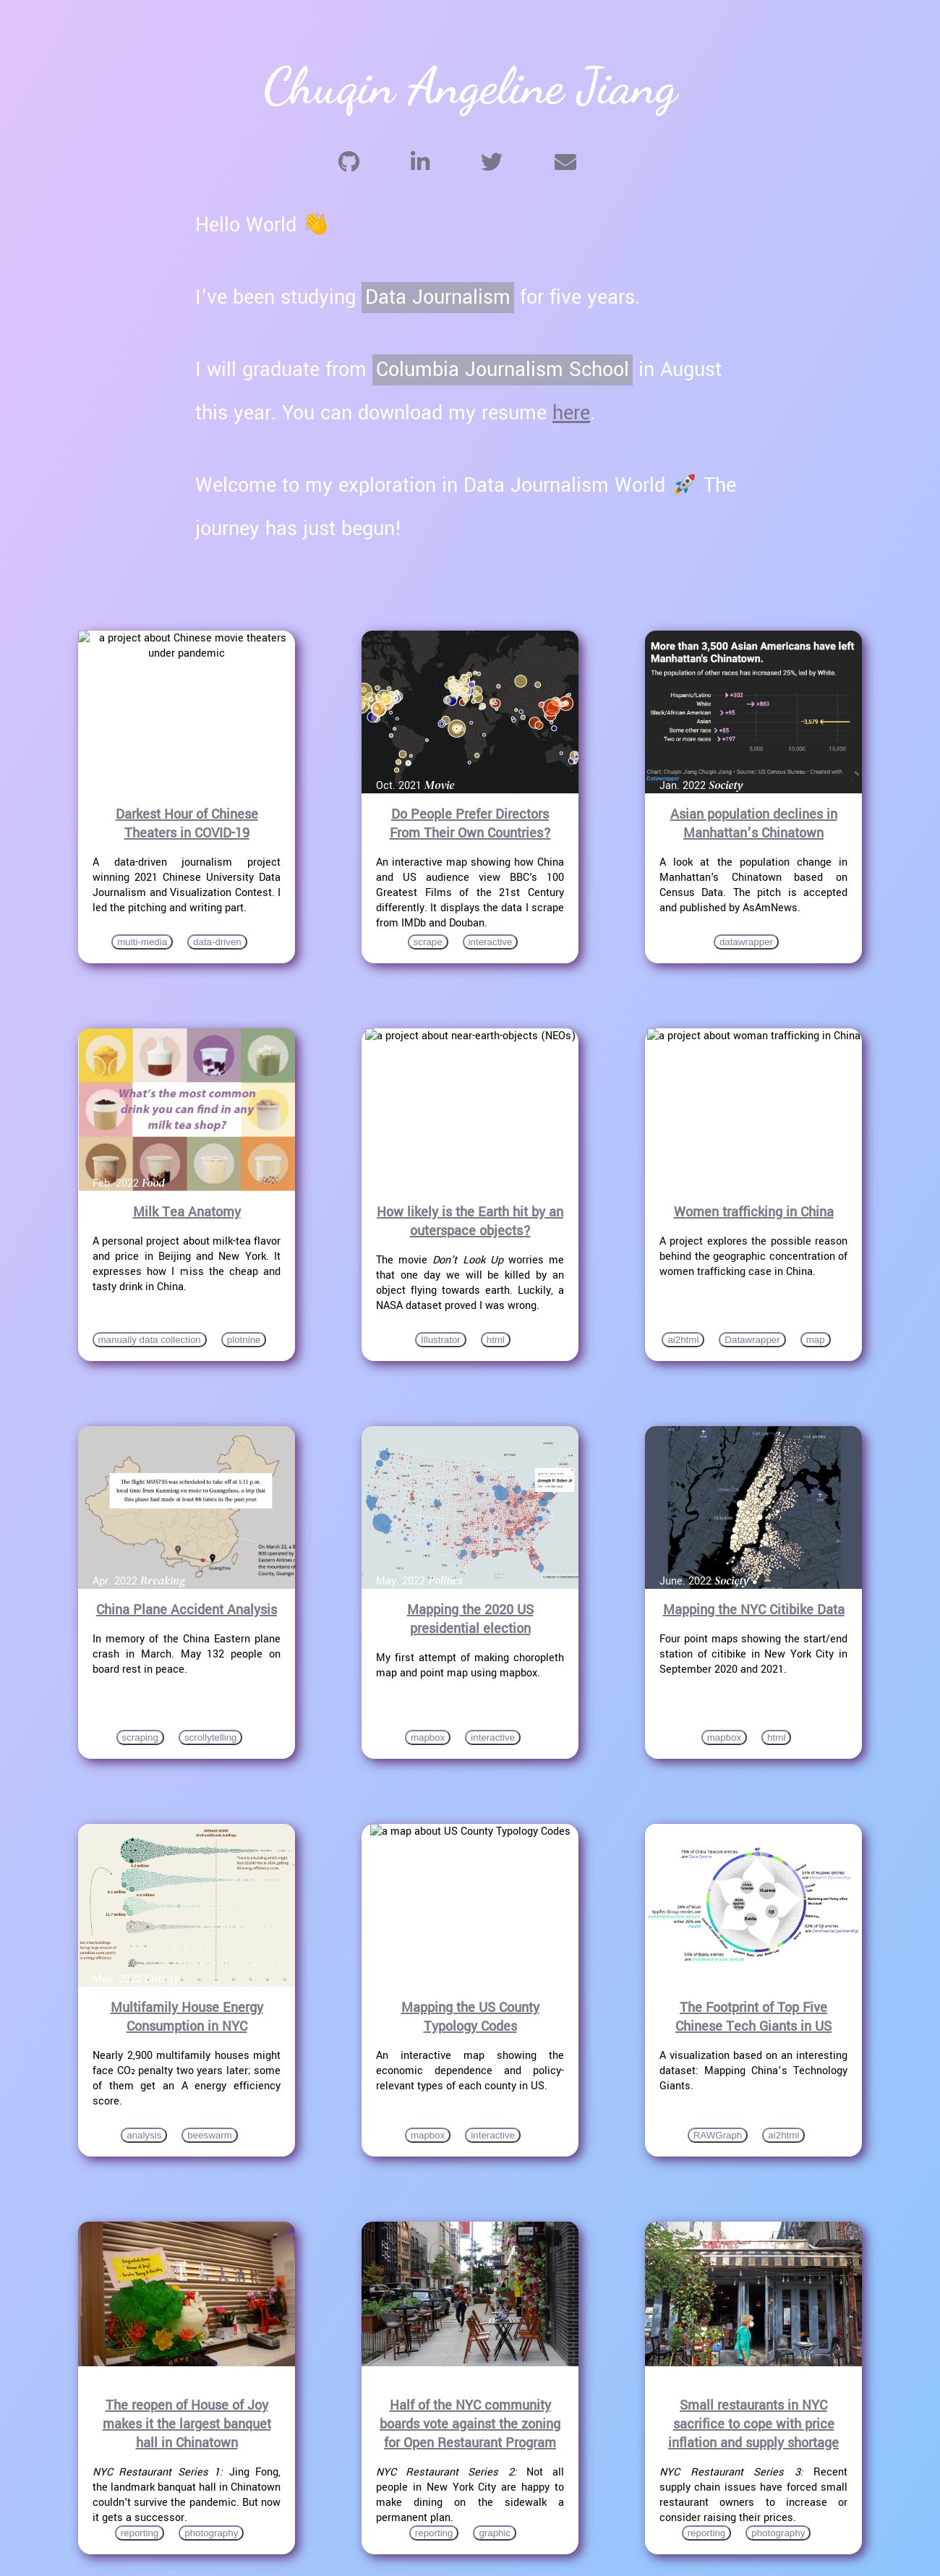 Chuqin Angeline Jiang
Hello World 👋
I've been studying Data Journalism for five years.
I will graduate from Columbia Journalism School in August
this year. You can download my resume here.
Welcome to my exploration in Data Journalism World 🚀 The
journey has just begun!
a project about Chinese movie theaters
under pandemic
Darkest Hour of Chinese
Theaters in COVID-19
A data-driven journalism project
winning 2021 Chinese University Data
Journalism and Visualization Contest. I
led the pitching and writing part.
multi-media data-driven
Oct. 2021 Movie
Do People Prefer Directors
From Their Own Countries?
An interactive map showing how China
and US audience view BBC's 100
Greatest Films of the 21st Century
differently. It displays the data I scrape
from IMDb and Douban.
scrape interactive
More than 3,500 Asian Americans have left
Manhattan's Chinatown.
The population of other races has increased 25%, led by White.
Hispanic/Latino +302
White +883
Black/African American +95
Asian -3,579
Some other race +85
Two or more races +197
5,000 10,000 15,000
Chart: Chuqin Jiang Chuqin Jiang • Source: US Census Bureau • Created with
Datawrapper
Jan. 2022 Society
Asian population declines in
Manhattan's Chinatown
A look at the population change in
Manhattan's Chinatown based on
Census Data. The pitch is accepted
and published by AsAmNews.
datawrapper
What's the most common
drink you can find in any
milk tea shop?
Feb. 2022 Food
Milk Tea Anatomy
A personal project about milk-tea flavor
and price in Beijing and New York. It
expresses how I miss the cheap and
tasty drink in China.
manually data collection plotnine
a project about near-earth-objects (NEOs)
How likely is the Earth hit by an
outerspace objects?
The movie Don't Look Up worries me
that one day we will be killed by an
object flying towards earth. Luckily, a
NASA dataset proved I was wrong.
Illustrator html
a project about woman trafficking in China
Women trafficking in China
A project explores the possible reason
behind the geographic concentration of
women trafficking case in China.
ai2html Datawrapper map
The flight MU5735 was scheduled to take off at 1:11 p.m.
local time from Kunming en route to Guangzhou, a trip that
this plane had made at least 66 times in the past year.
Kunming
Guangzhou
On March 22, a B
800 operated by
Eastern Airlines c
the mountains of
County, Guangx
Apr. 2022 Breaking
China Plane Accident Analysis
In memory of the China Eastern plane
crash in March. May 132 people on
board rest in peace.
scraping scrollytelling
Joseph R Biden Jr
May. 2022 Politics
Mapping the 2020 US
presidential election
My first attempt of making choropleth
map and point map using mapbox.
mapbox interactive
June. 2022 Society
Mapping the NYC Citibike Data
Four point maps showing the start/end
station of citibike in New York City in
September 2020 and 2021.
mapbox html
May. 2022 Energy
Multifamily House Energy
Consumption in NYC
Nearly 2,900 multifamily houses might
face CO₂ penalty two years later; some
of them get an A energy efficiency
score.
analysis beeswarm
a map about US County Typology Codes
Mapping the US County
Typology Codes
An interactive map showing the
economic dependence and policy-
relevant types of each county in US.
mapbox interactive
Huawei
Baidu
The Footprint of Top Five
Chinese Tech Giants in US
A visualization based on an interesting
dataset: Mapping China's Technology
Giants.
RAWGraph ai2html
The reopen of House of Joy
makes it the largest banquet
hall in Chinatown
NYC Restaurant Series 1: Jing Fong,
the landmark banquat hall in Chinatown
couldn't survive the pandemic. But now
it gets a successor.
reporting photography
Half of the NYC community
boards vote against the zoning
for Open Restaurant Program
NYC Restaurant Series 2: Not all
people in New York City are happy to
make dining on the sidewalk a
permanent plan.
reporting graphic
Small restaurants in NYC
sacrifice to cope with price
inflation and supply shortage
NYC Restaurant Series 3: Recent
supply chain issues have forced small
restaurant owners to increase or
consider raising their prices.
reporting photography